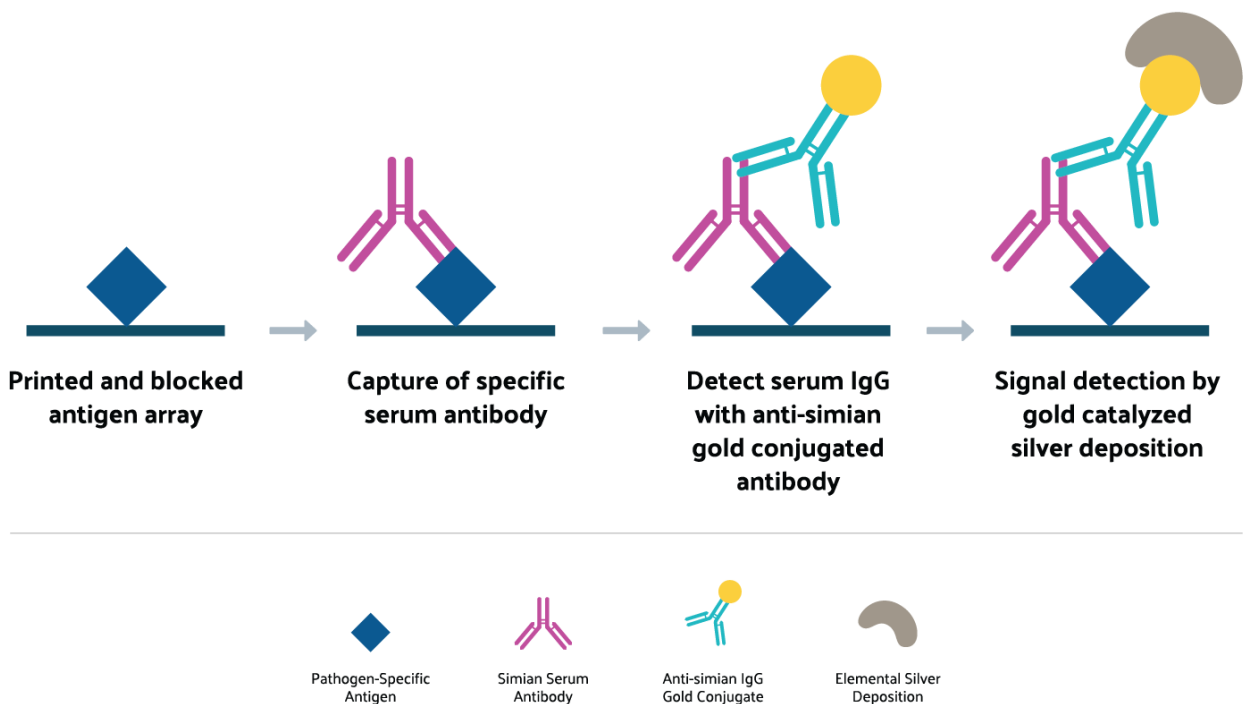 Printed and blocked
antigen array
Capture of specific
serum antibody
Detect serum IgG
with anti-simian
gold conjugated
antibody
Signal detection by
gold catalyzed
silver deposition
Pathogen-Specific
Antigen
Simian Serum
Antibody
Anti-simian IgG
Gold Conjugate
Elemental Silver
Deposition